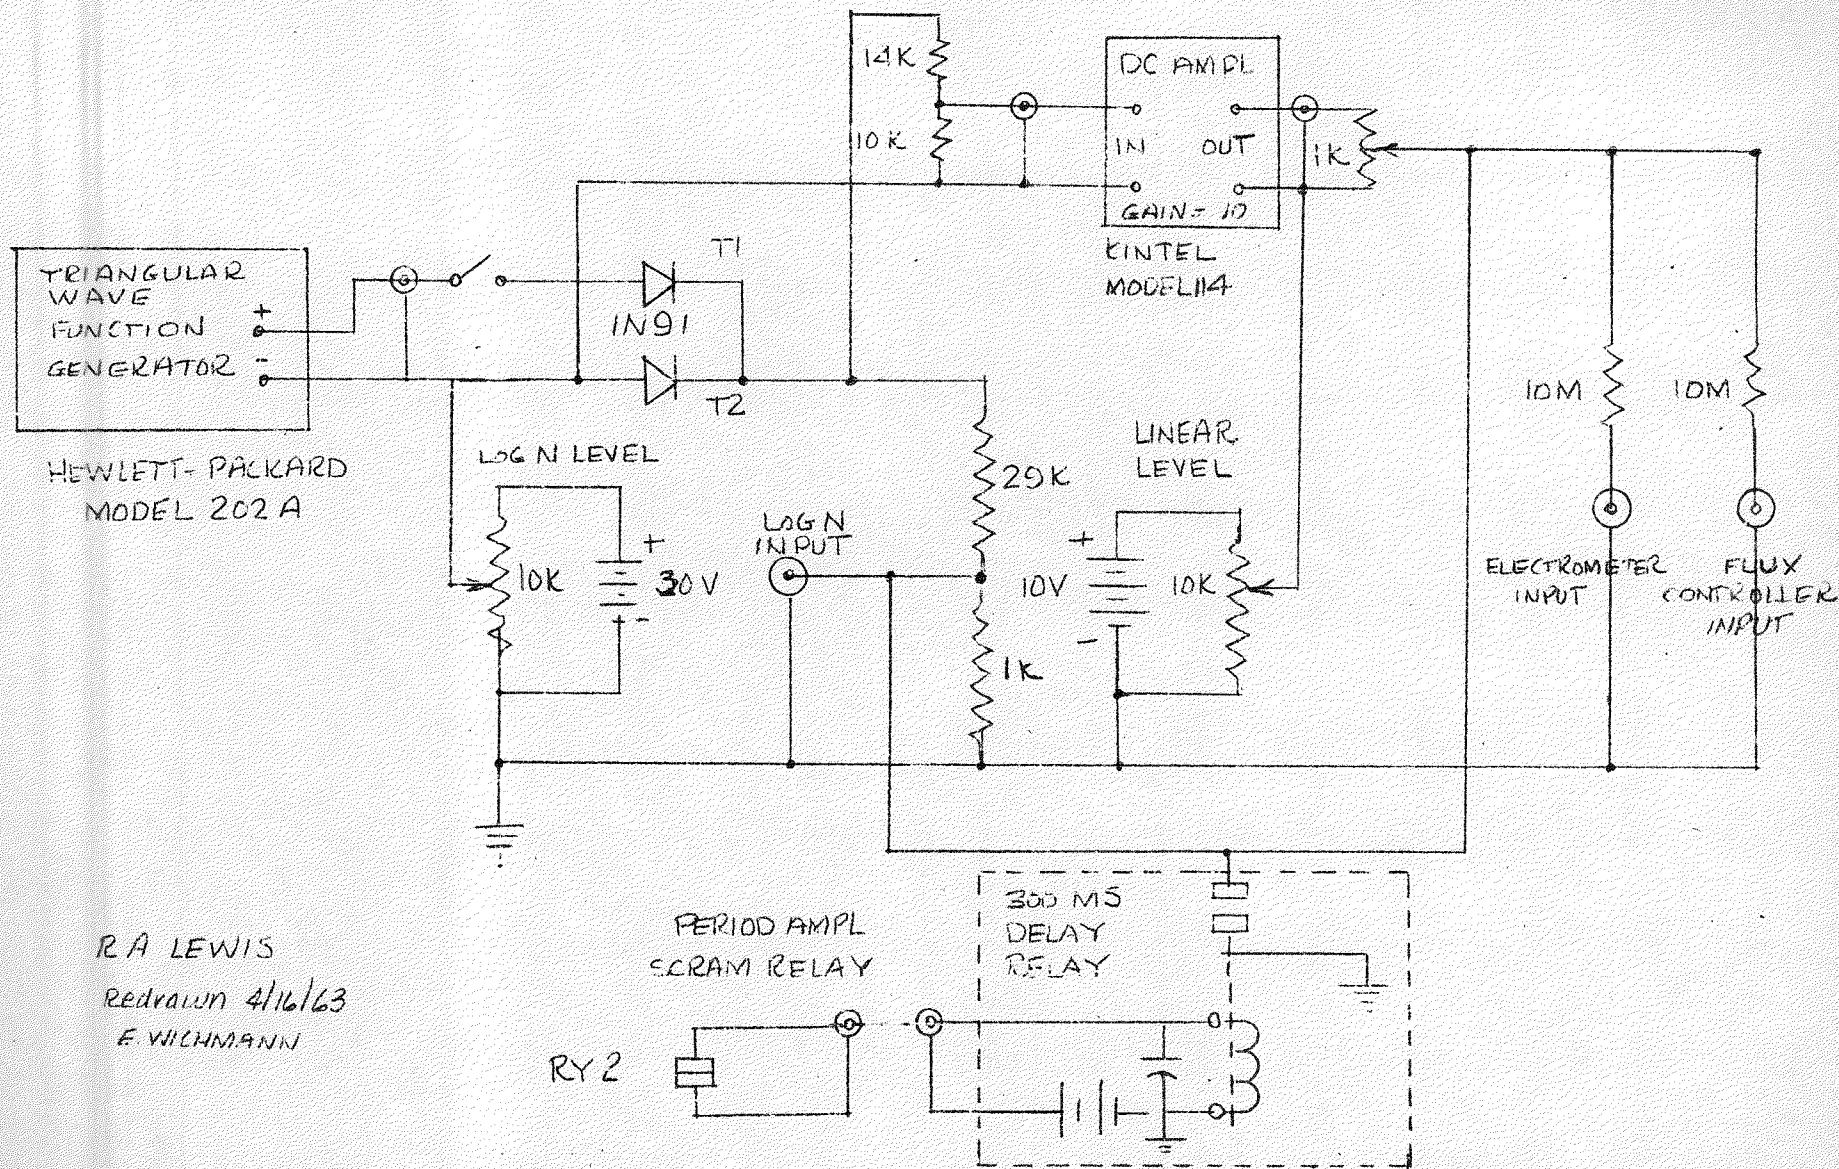 14K
10K
DC AMPL
IN OUT
GAIN = 10
1K
KINTEL
MODEL 114
TRIANGULAR
WAVE
FUNCTION +
GENERATOR -
HEWLETT-PACKARD
MODEL 202A
T1
1N91
T2
LOG N LEVEL
10K
+
30V
-
LOG N
INPUT
29K
1K
LINEAR
LEVEL
+
10V
-
10K
10M
10M
ELECTROMETER
INPUT
FLUX
CONTROLLER
INPUT
300 MS
DELAY
RELAY
PERIOD AMPL
SCRAM RELAY
RY 2
R A LEWIS
Redrawn 4/16/63
E WICHMANN